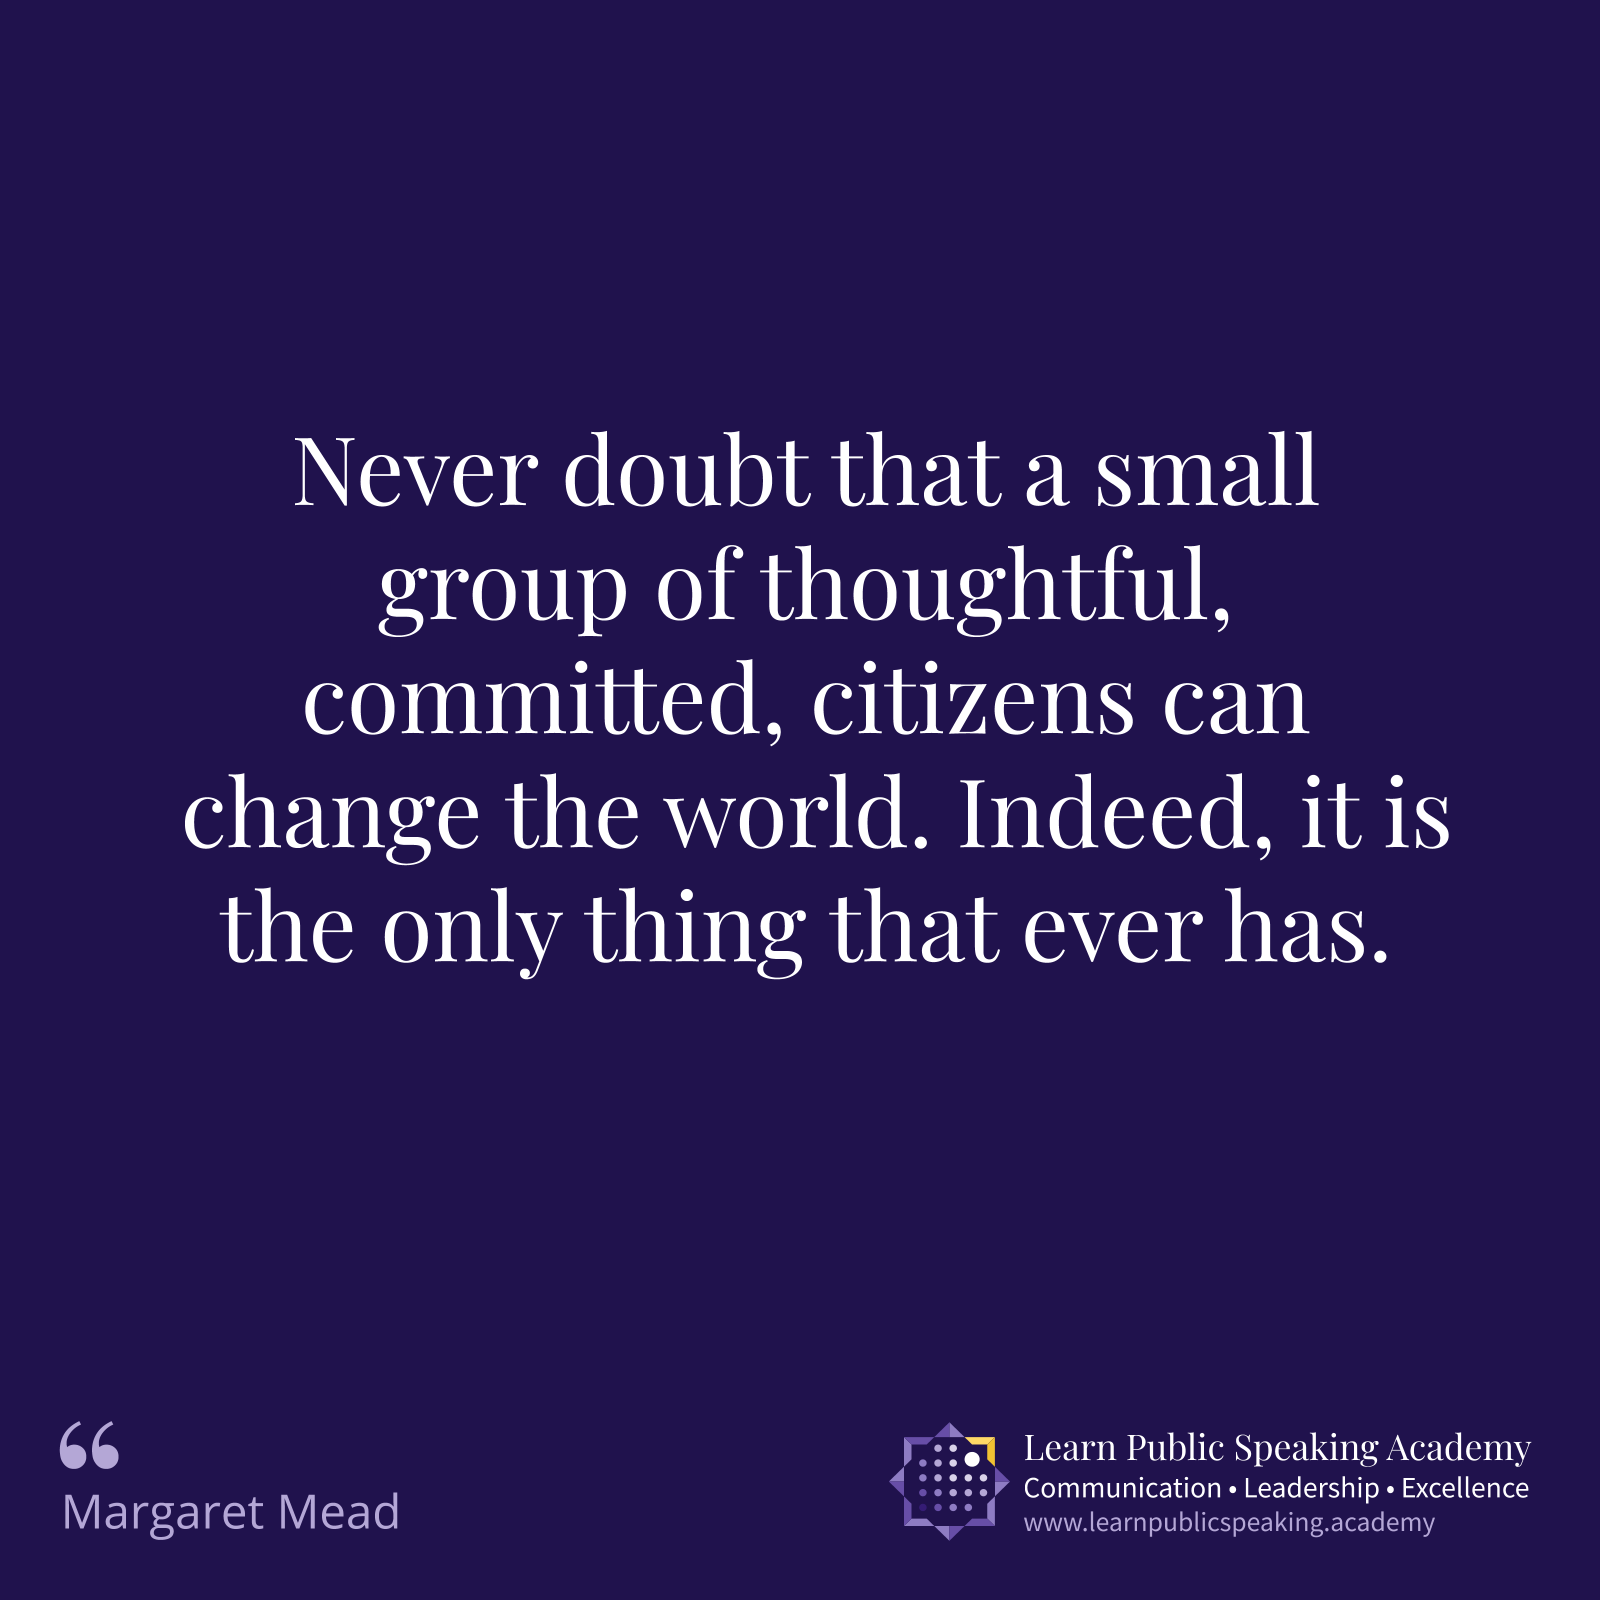 Never doubt that a small
group of thoughtful,
committed, citizens can
change the world. Indeed, it is
the only thing that ever has.
“
Margaret Mead
Learn Public Speaking Academy
Communication • Leadership • Excellence
www.learnpublicspeaking.academy